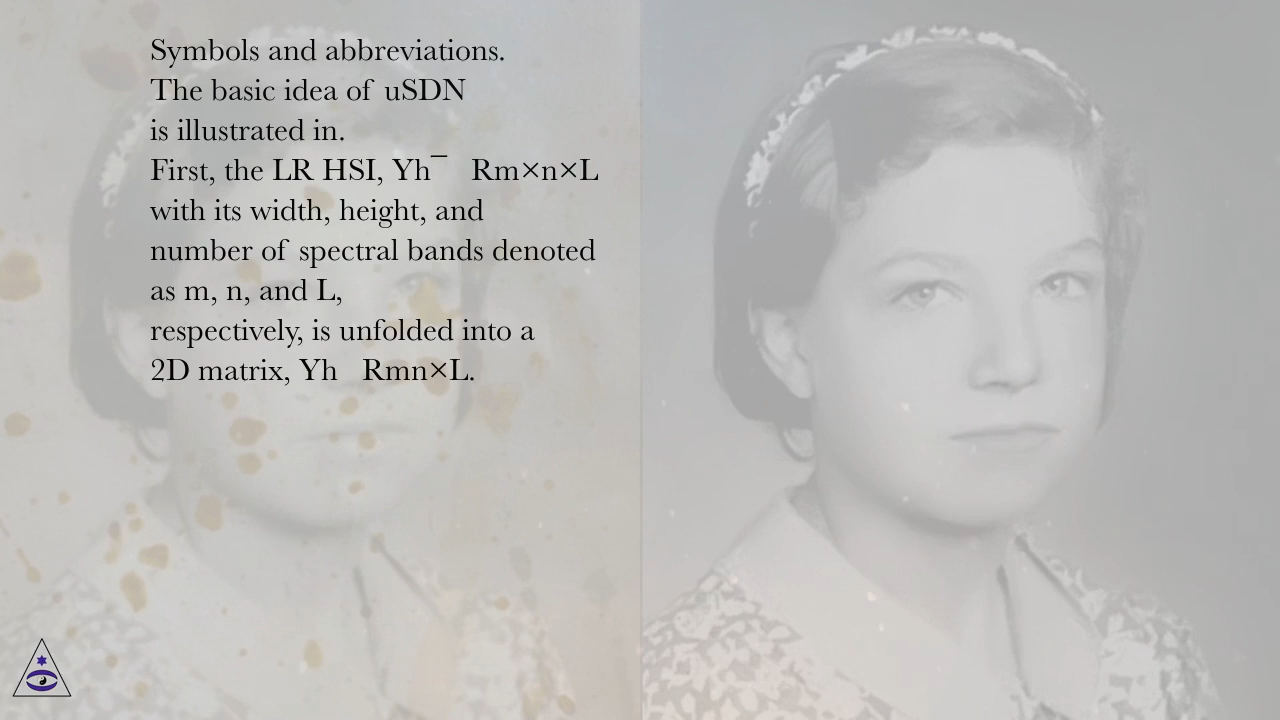 Symbols and abbreviations.
The basic idea of uSDN
is illustrated in.
First, the LR HSI, Yh¯ Rm×n×L
with its width, height, and
number of spectral bands denoted
as m, n, and L,
respectively, is unfolded into a
2D matrix, Yh Rmn×L.